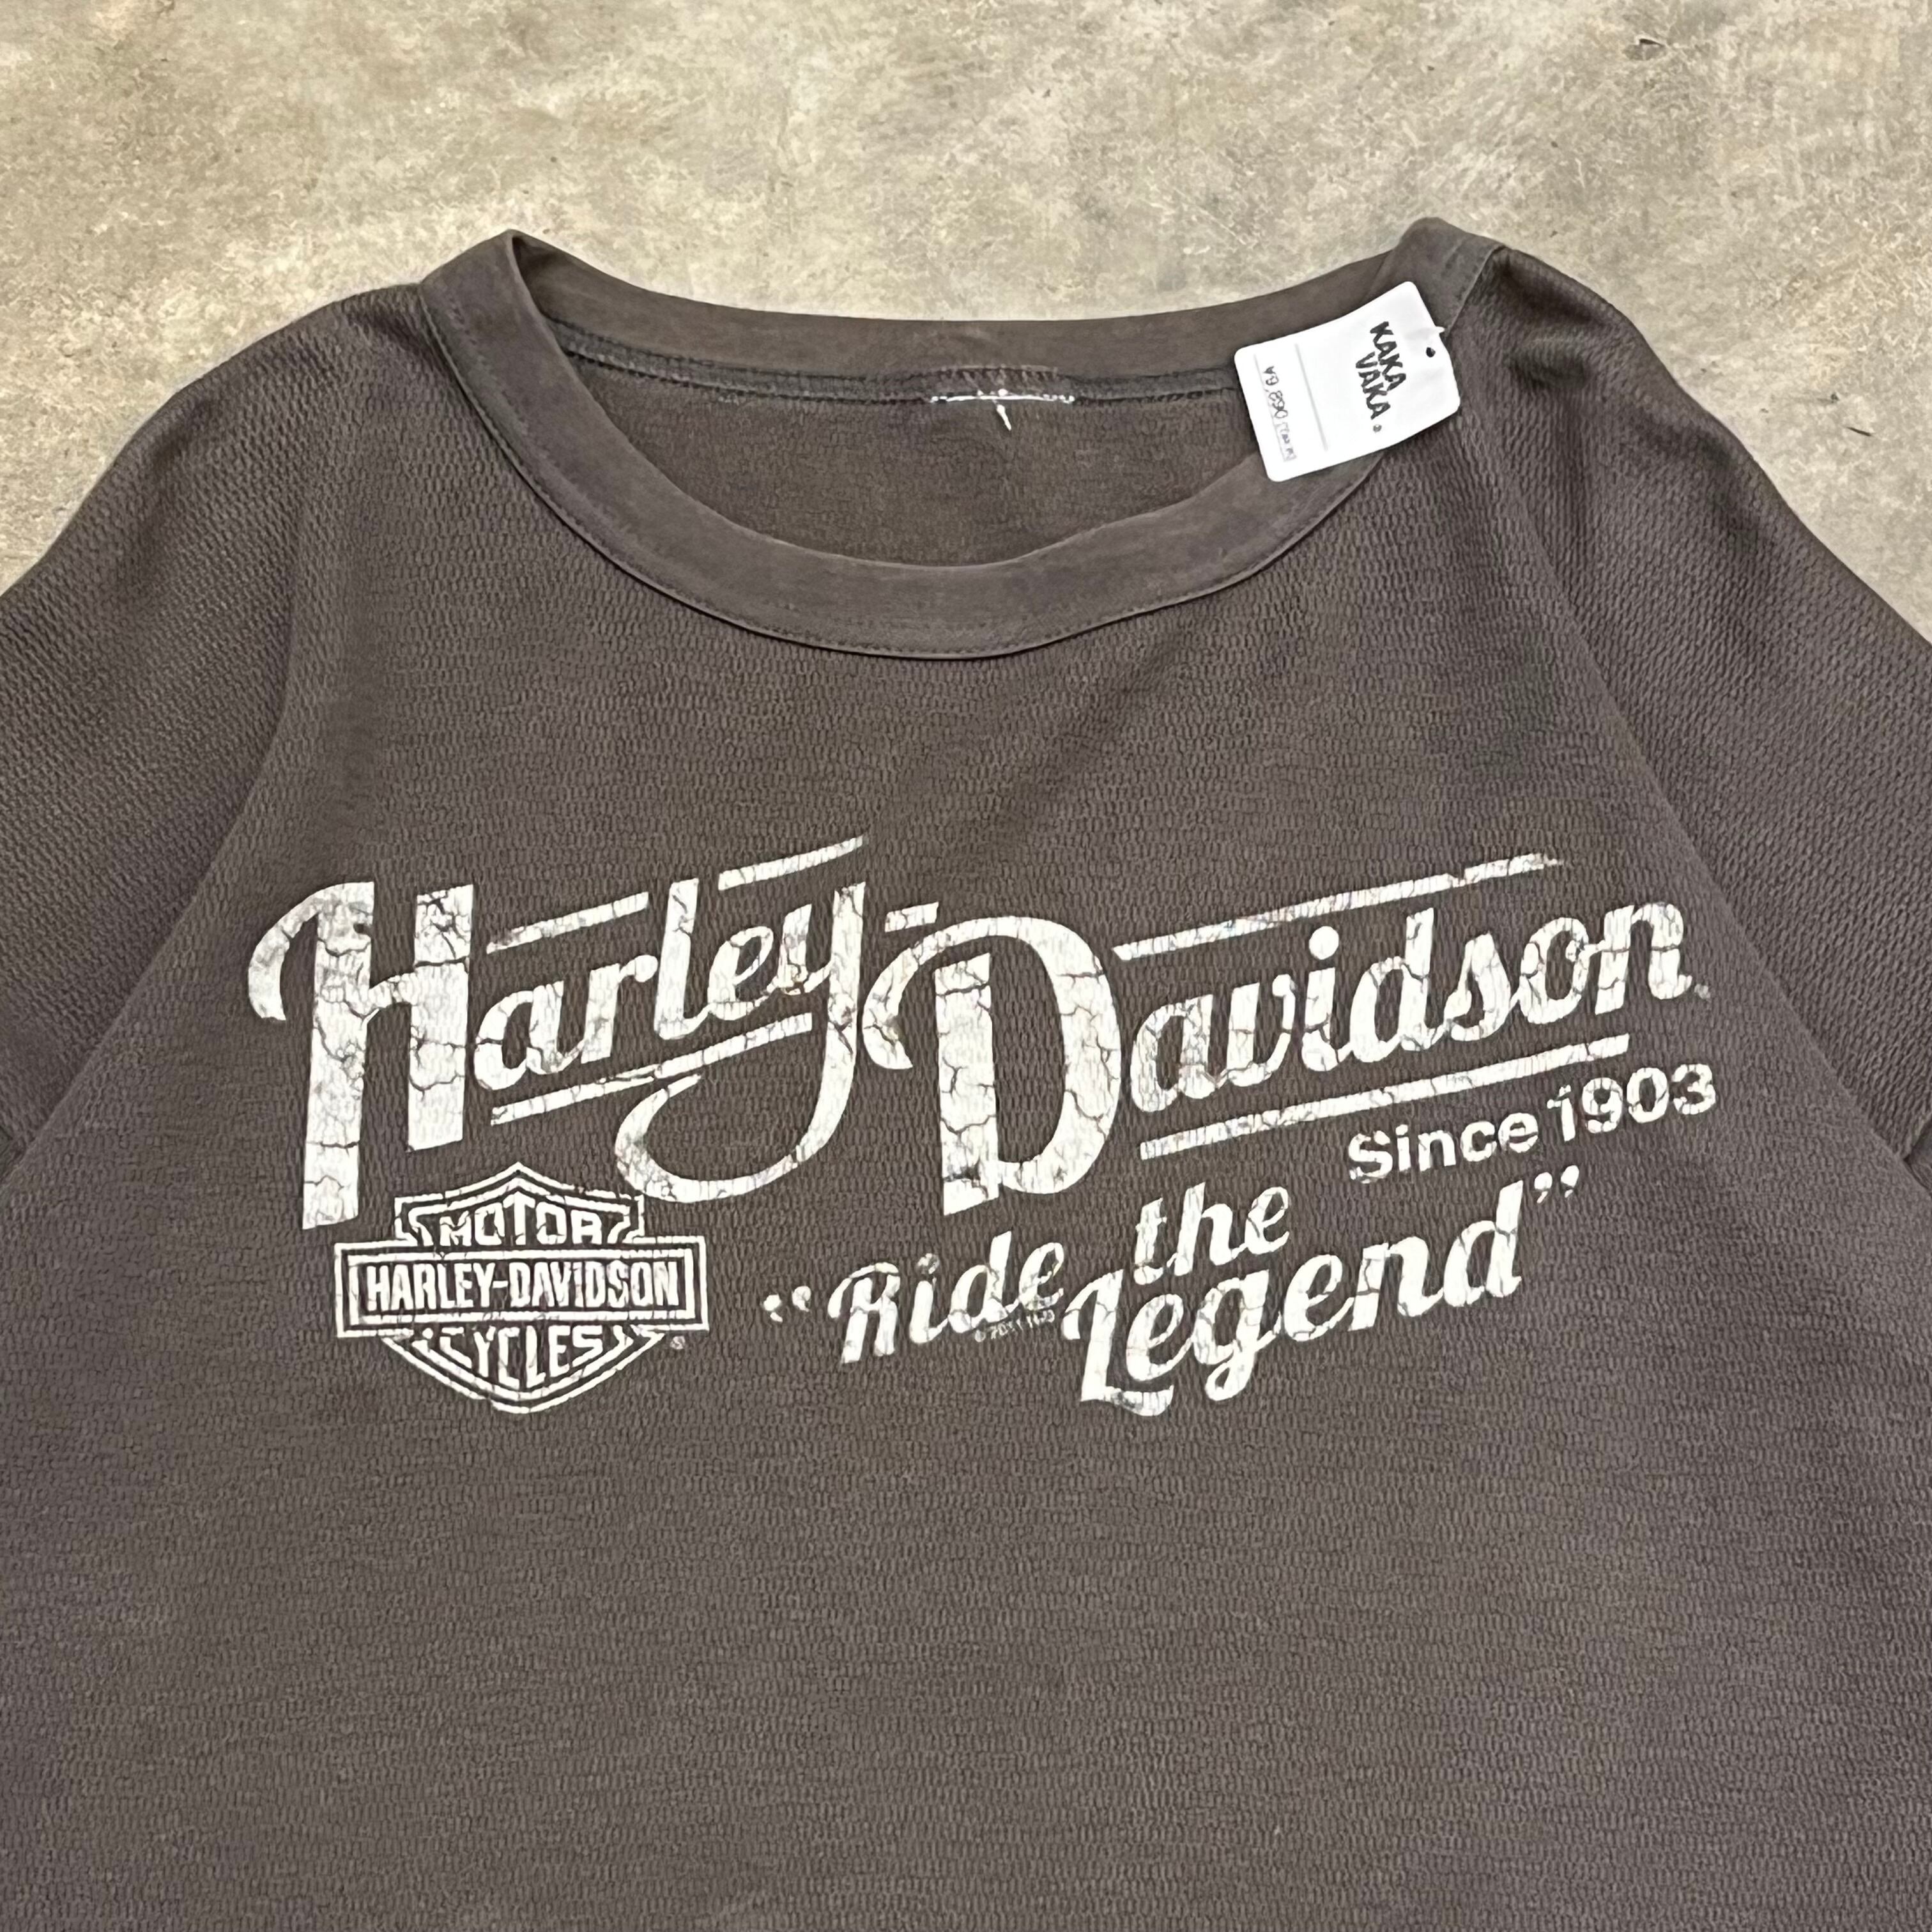 KAKA
VAKA
Harley-Davidson
Since 1903
MOTOR
HARLEY-DAVIDSON
CYCLES
®
“Ride the
Legend”